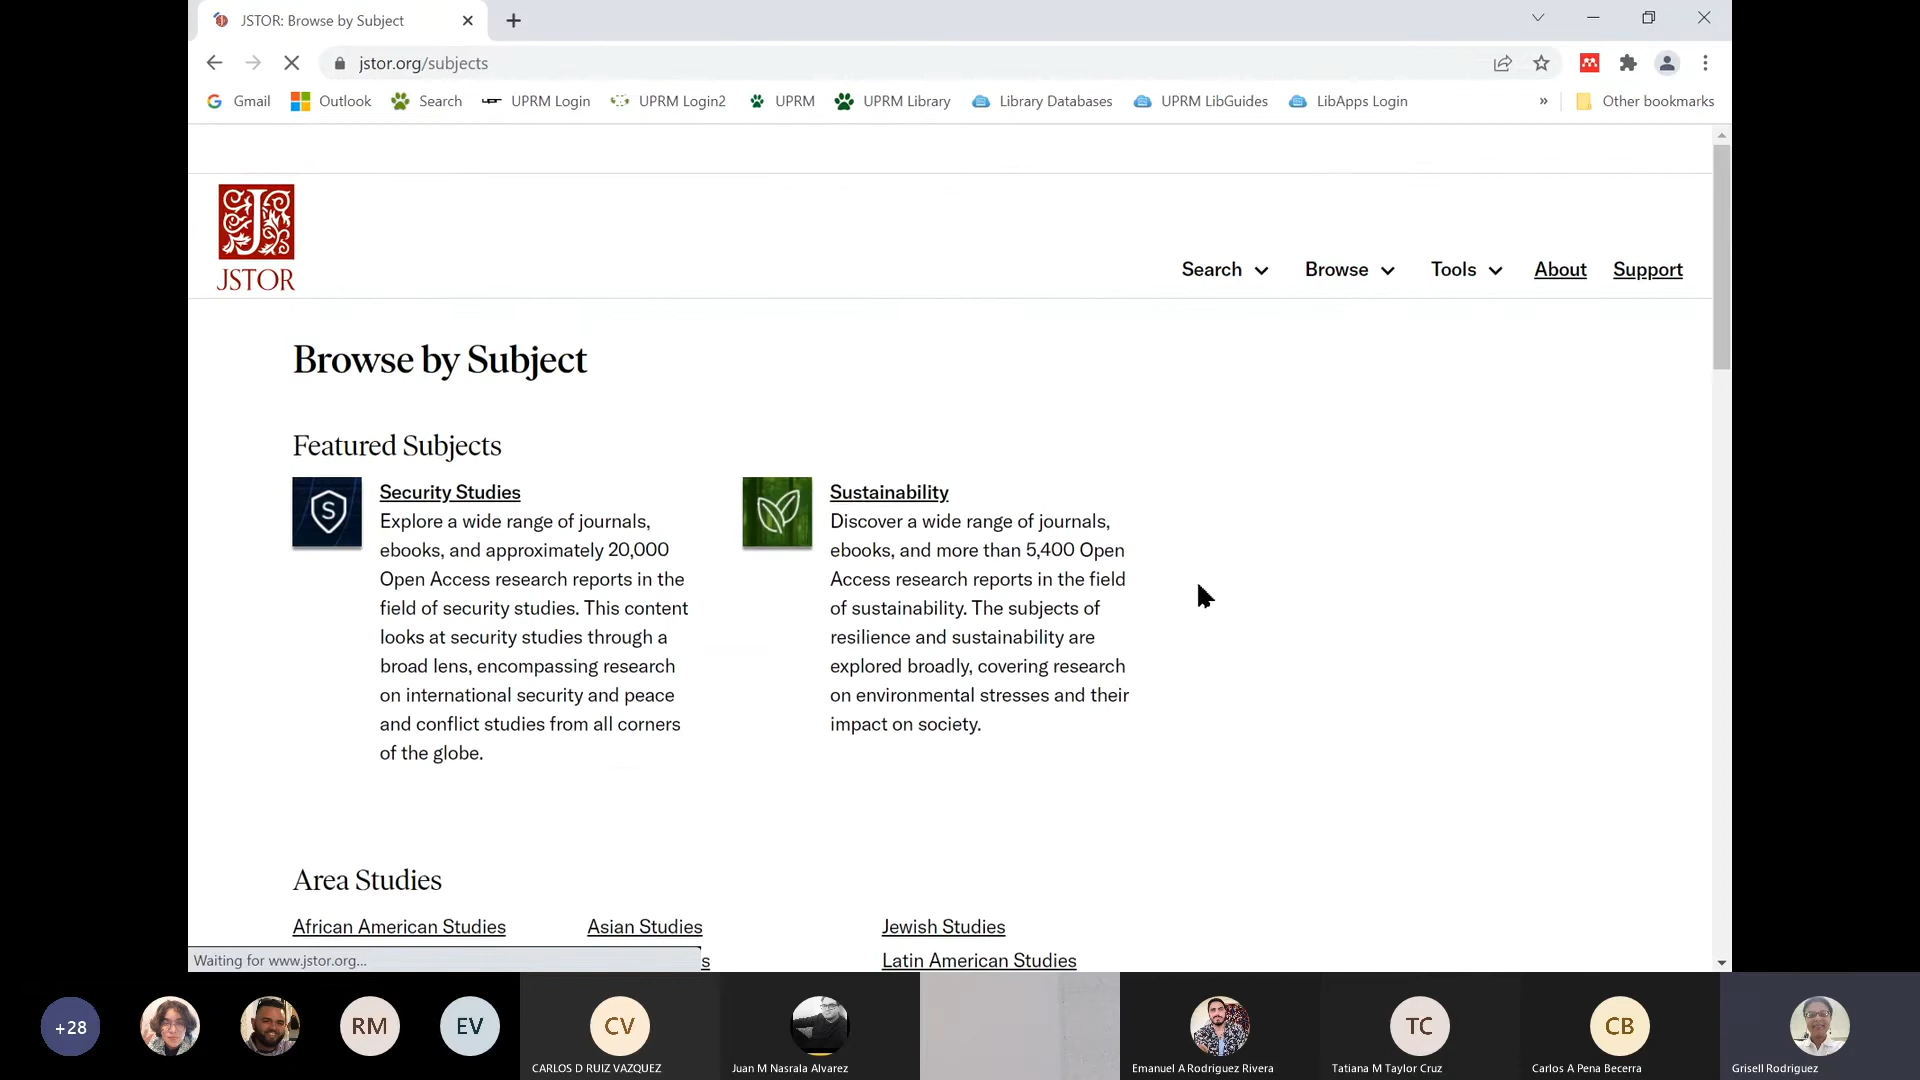 JSTOR: Browse by Subject
jstor.org/subjects
Gmail Outlook Search UPRM Login UPRM Login2 UPRM UPRM Library Library Databases UPRM LibGuides LibApps Login » Other bookmarks
JSTOR
Search Browse Tools About Support
Browse by Subject
Featured Subjects
Security Studies
Explore a wide range of journals,
ebooks, and approximately 20,000
Open Access research reports in the
field of security studies. This content
looks at security studies through a
broad lens, encompassing research
on international security and peace
and conflict studies from all corners
of the globe.
Sustainability
Discover a wide range of journals,
ebooks, and more than 5,400 Open
Access research reports in the field
of sustainability. The subjects of
resilience and sustainability are
explored broadly, covering research
on environmental stresses and their
impact on society.
Area Studies
African American Studies Asian Studies Jewish Studies
Latin American Studies
Waiting for www.jstor.org...
+28 RM EV CV TC CB
CARLOS D RUIZ VAZQUEZ Juan M Nasrala Alvarez Emanuel A Rodriguez Rivera Tatiana M Taylor Cruz Carlos A Pena Becerra Grisell Rodriguez